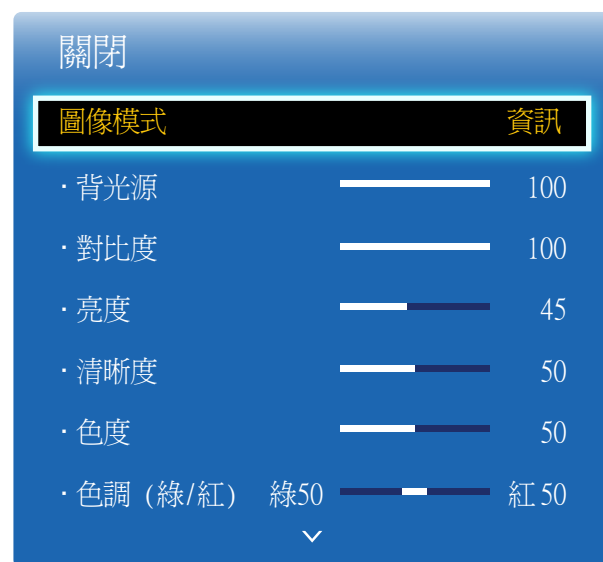 關閉
圖像模式 資訊
· 背光源 100
· 對比度 100
· 亮度 45
· 清晰度 50
· 色度 50
· 色調 (綠/紅) 綠50 紅50